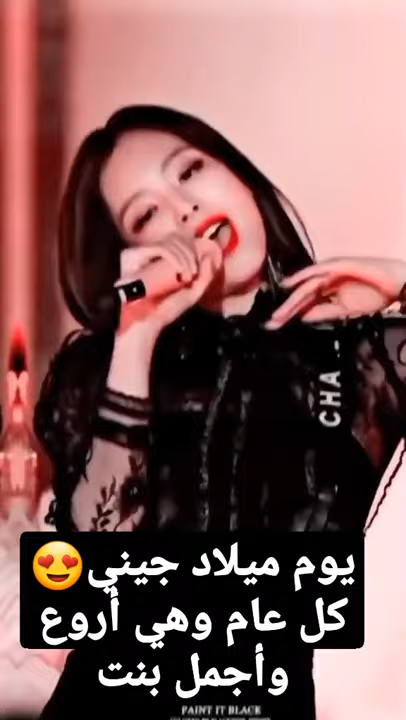 CHA
يوم ميلاد جيني😍
كل عام وهي أروع
وأجمل بنت
PAINT IT BLACK